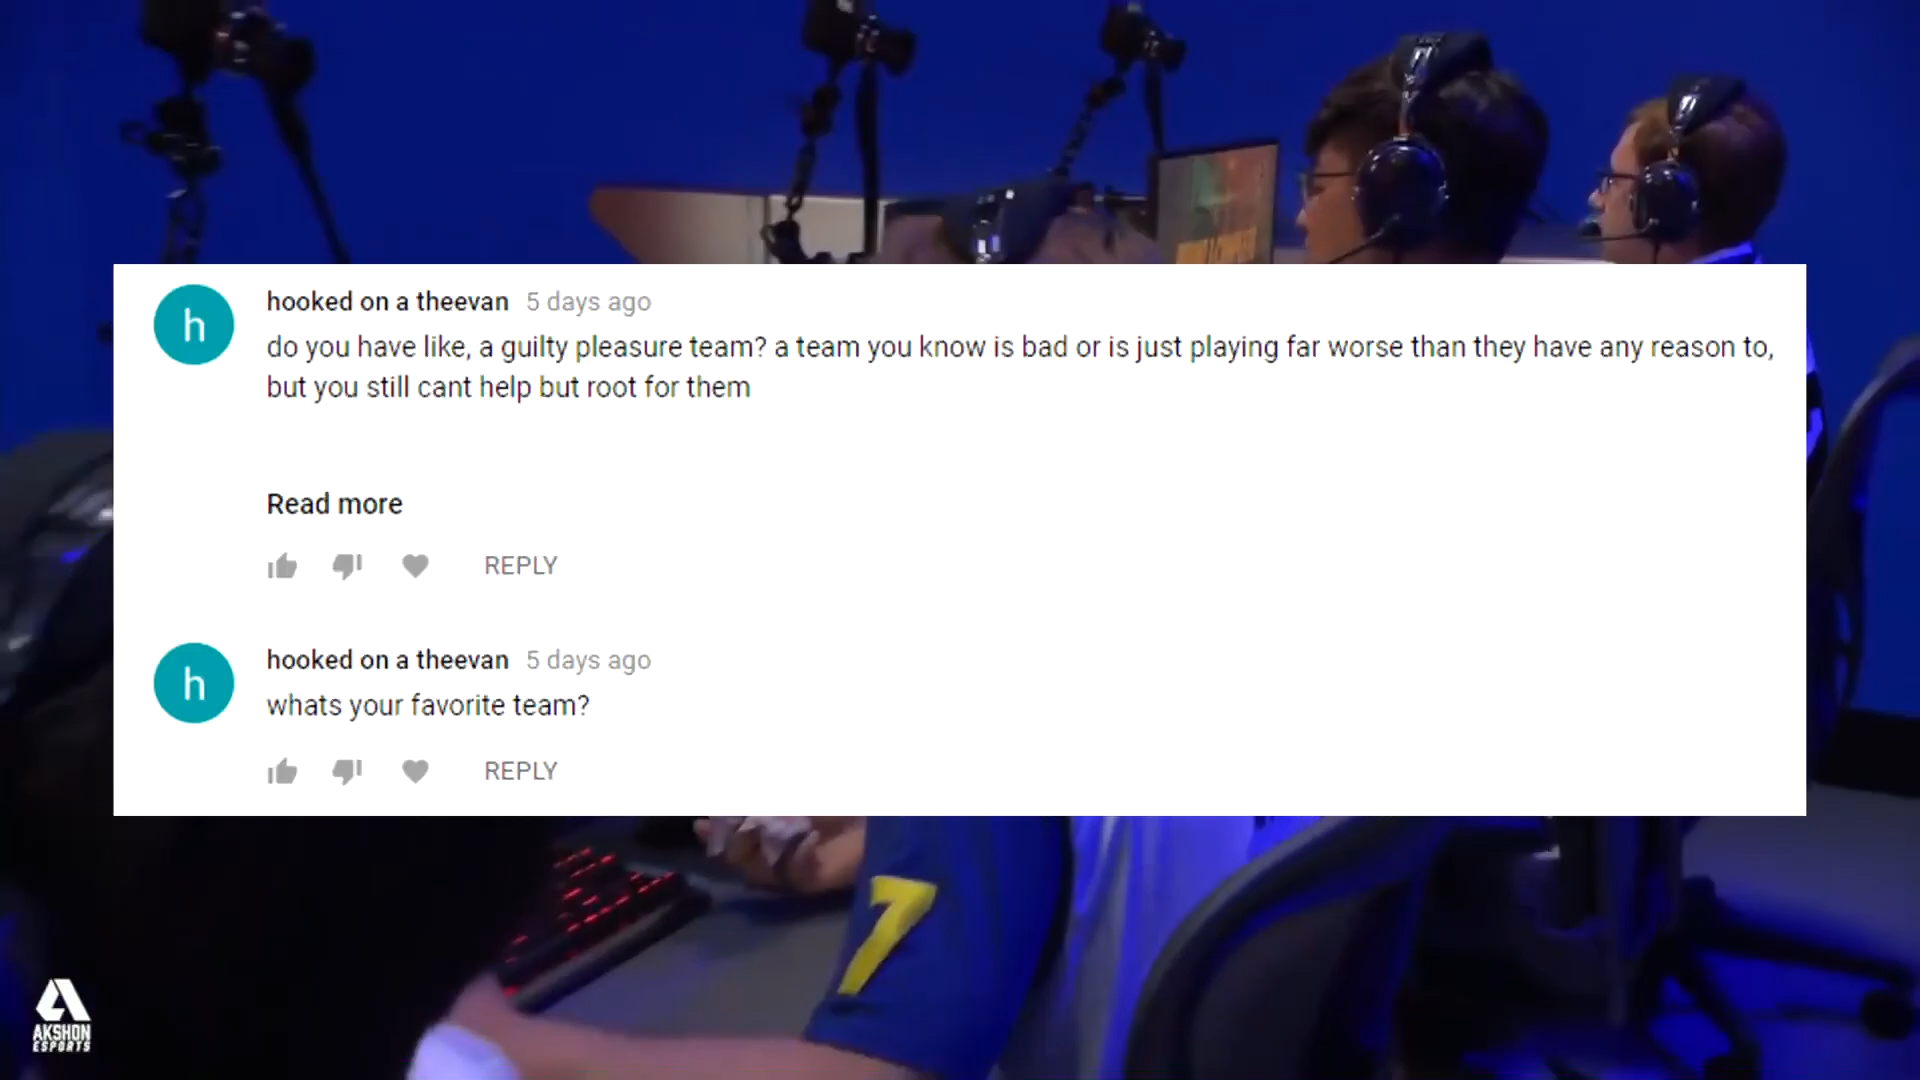 h
hooked on a theevan 5 days ago
do you have like, a guilty pleasure team? a team you know is bad or is just playing far worse than they have any reason to,
but you still cant help but root for them
Read more
REPLY
h
hooked on a theevan 5 days ago
whats your favorite team?
REPLY
7
AKSHON
ESPORTS